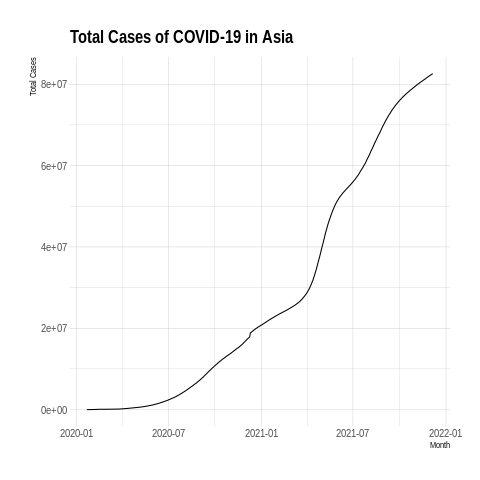 Total Cases of COVID-19 in Asia
Total Cases
8e+07
6e+07
4e+07
2e+07
0e+00
2020-01 2020-07 2021-01 2021-07 2022-01
Month